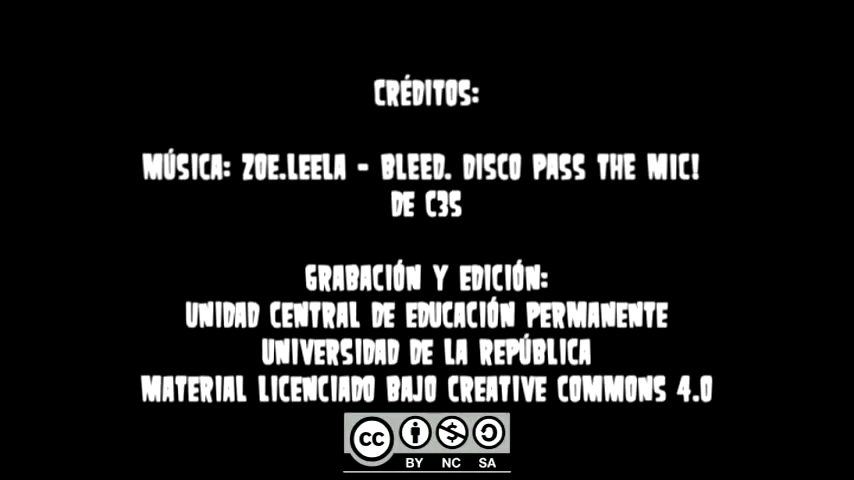 CRÉDITOS:
MÚSICA: ZOE.LEELA - BLEED. DISCO PASS THE MIC!
DE C3S
GRABACIÓN Y EDICIÓN:
UNIDAD CENTRAL DE EDUCACIÓN PERMANENTE
UNIVERSIDAD DE LA REPÚBLICA
MATERIAL LICENCIADO BAJO CREATIVE COMMONS 4.0
cc
BY NC SA